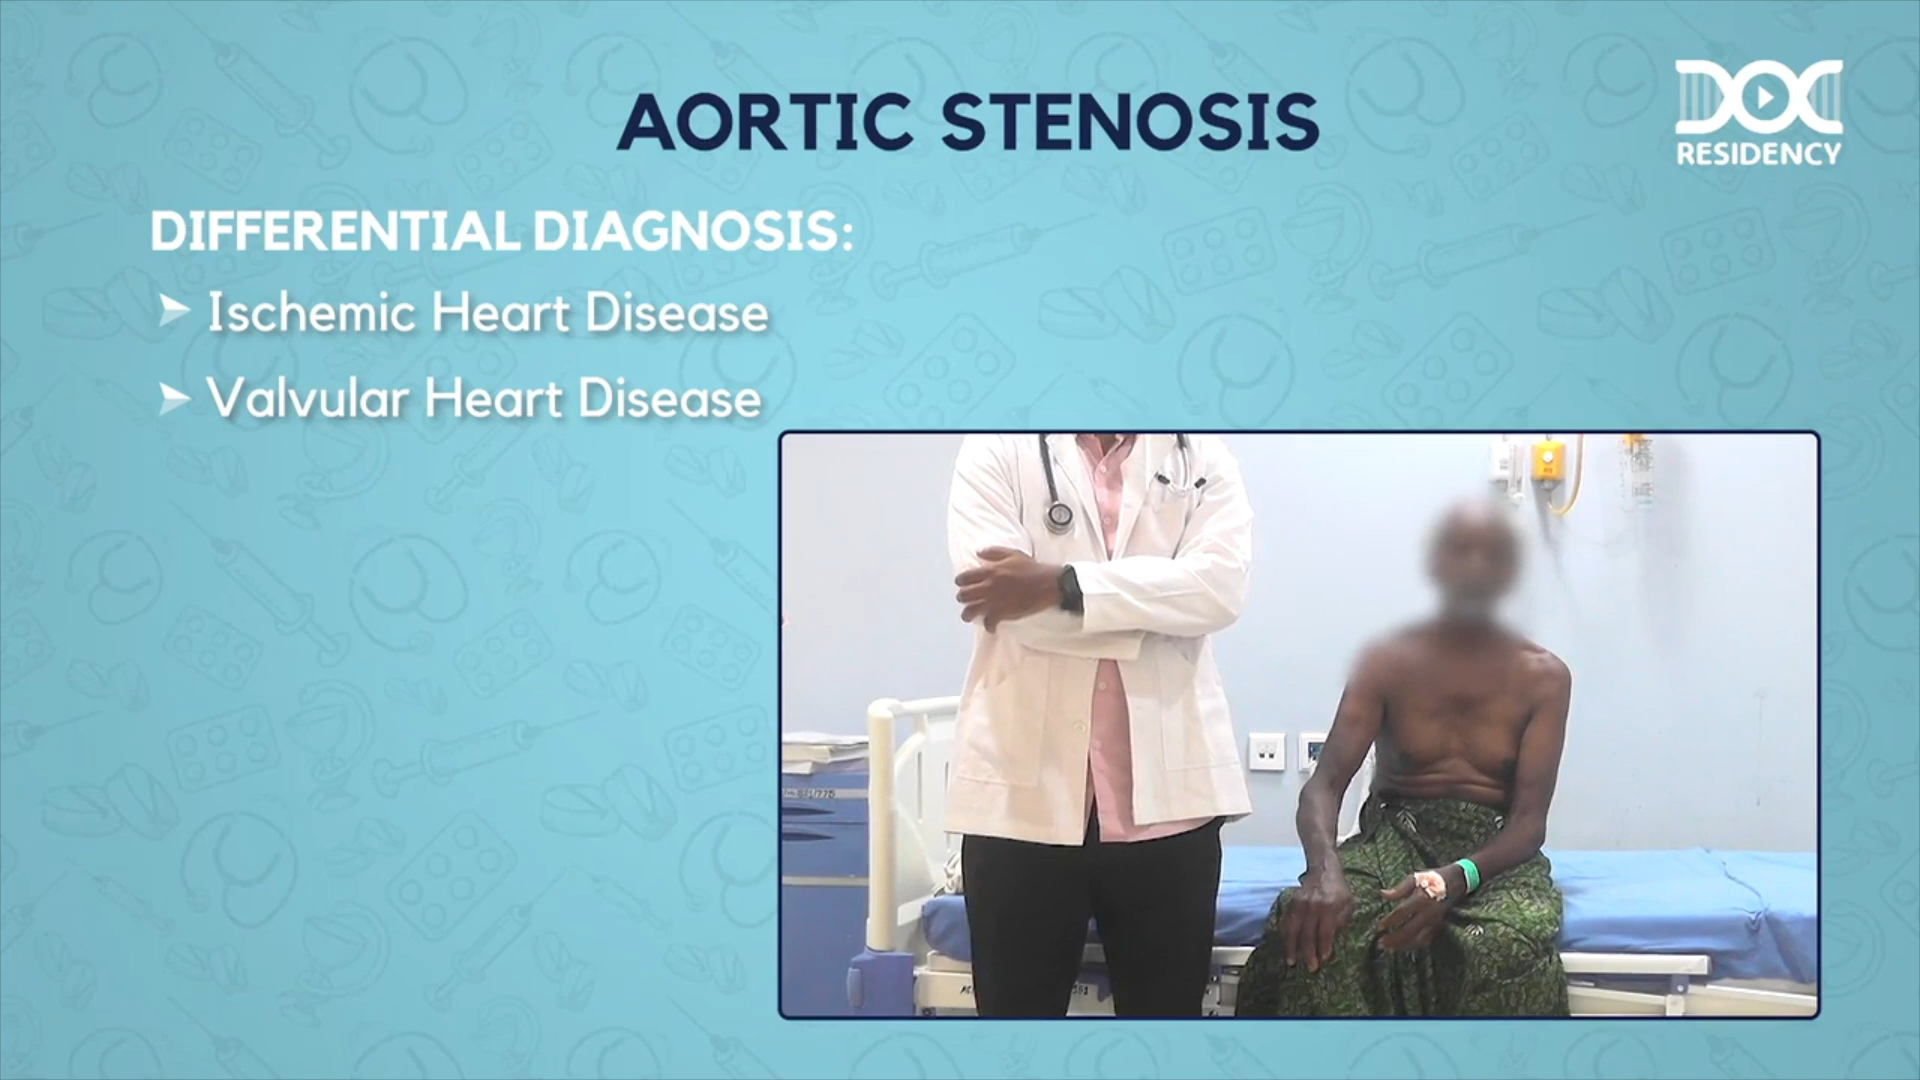 AORTIC STENOSIS
DOC
RESIDENCY
DIFFERENTIAL DIAGNOSIS:
Ischemic Heart Disease
Valvular Heart Disease